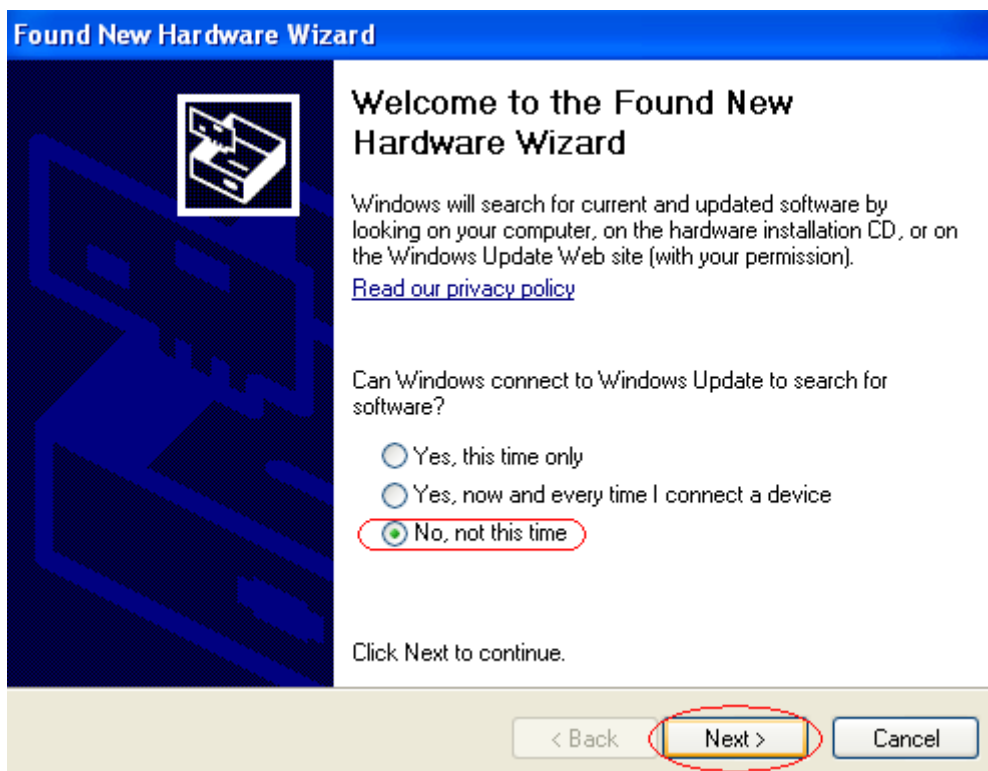 Found New Hardware Wizard
Welcome to the Found New
Hardware Wizard
Windows will search for current and updated software by
looking on your computer, on the hardware installation CD, or on
the Windows Update Web site (with your permission).
Read our privacy policy
Can Windows connect to Windows Update to search for
software?
Yes, this time only
Yes, now and every time I connect a device
No, not this time
Click Next to continue.
< Back Next > Cancel